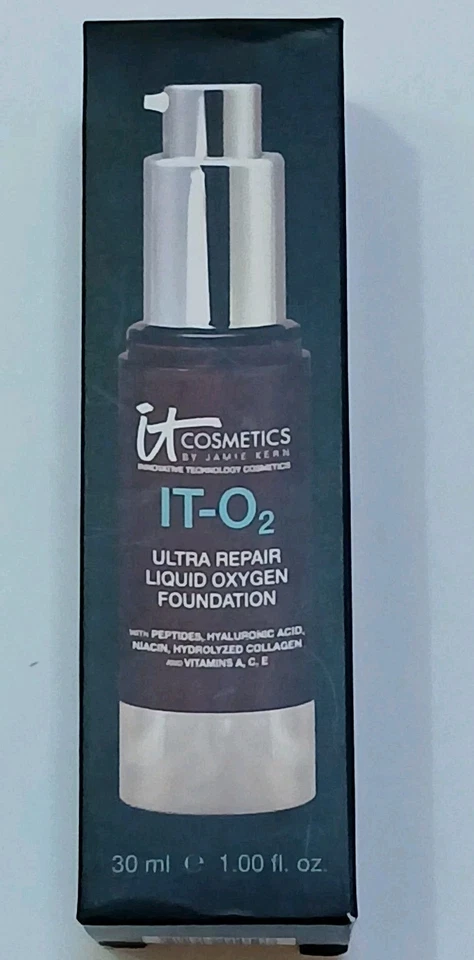 it COSMETICS
BY JAMIE KERN
INNOVATIVE TECHNOLOGY COSMETICS
IT-O₂
ULTRA REPAIR
LIQUID OXYGEN
FOUNDATION
WITH PEPTIDES, HYALURONIC ACID,
NIACIN, HYDROLYZED COLLAGEN
AND VITAMINS A, C, E
30 ml ℮ 1.00 fl. oz.